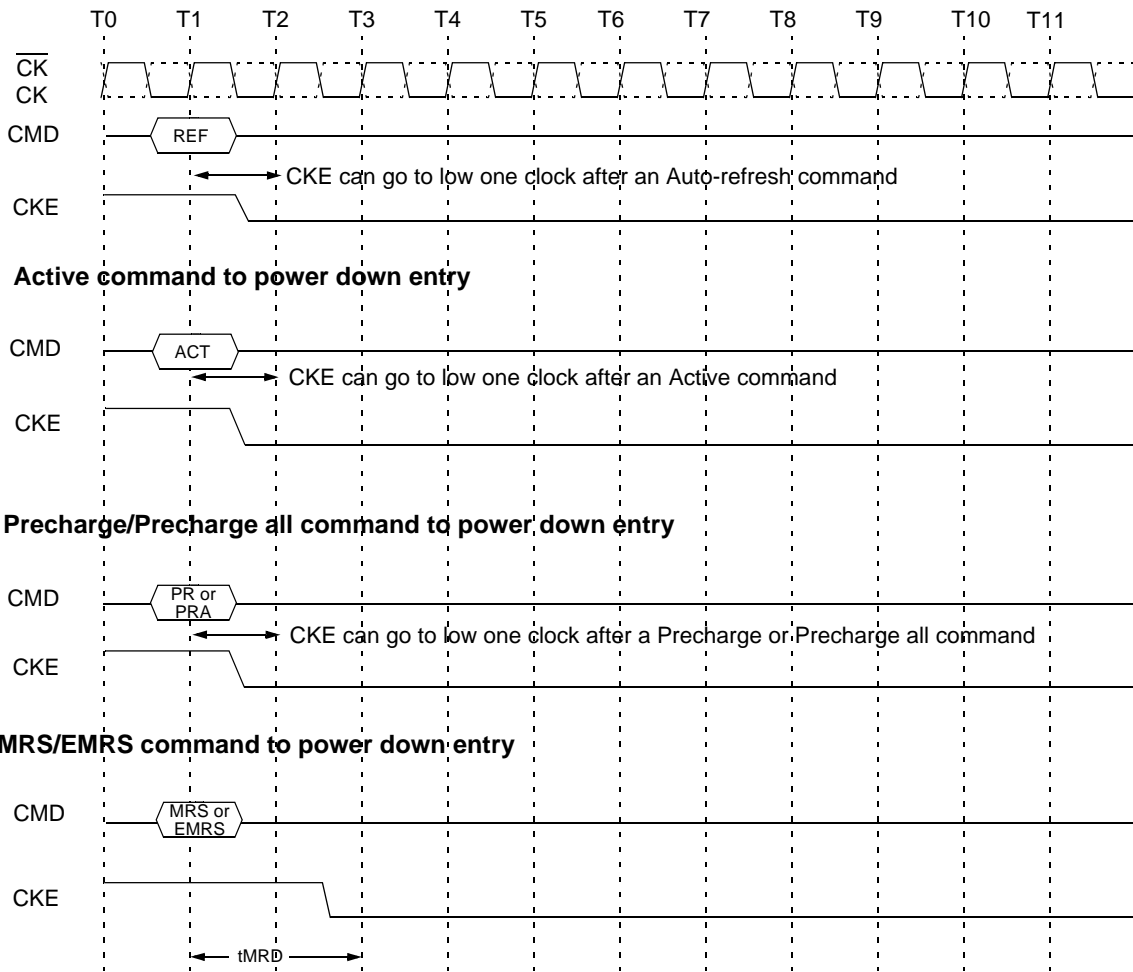 T0 T1 T2 T3 T4 T5 T6 T7 T8 T9 T10 T11
CK
CK
CMD REF
CKE can go to low one clock after an Auto-refresh command
CKE
Active command to power down entry
CMD ACT
CKE can go to low one clock after an Active command
CKE
Precharge/Precharge all command to power down entry
CMD PR or
PRA
CKE can go to low one clock after a Precharge or Precharge all command
CKE
MRS/EMRS command to power down entry
CMD MRS or
EMRS
CKE
tMRD